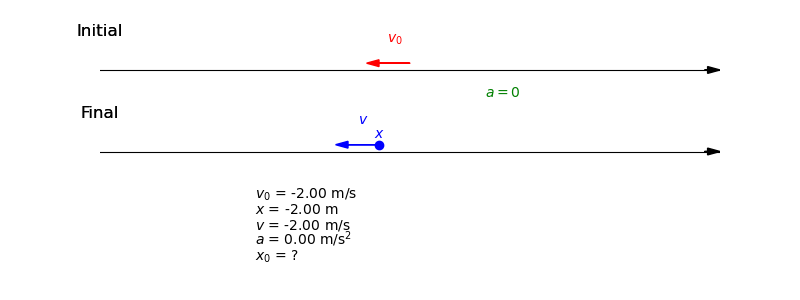 Initial
v₀
a = 0
Final
v
x
v₀ = -2.00 m/s
x = -2.00 m
v = -2.00 m/s
a = 0.00 m/s²
x₀ = ?